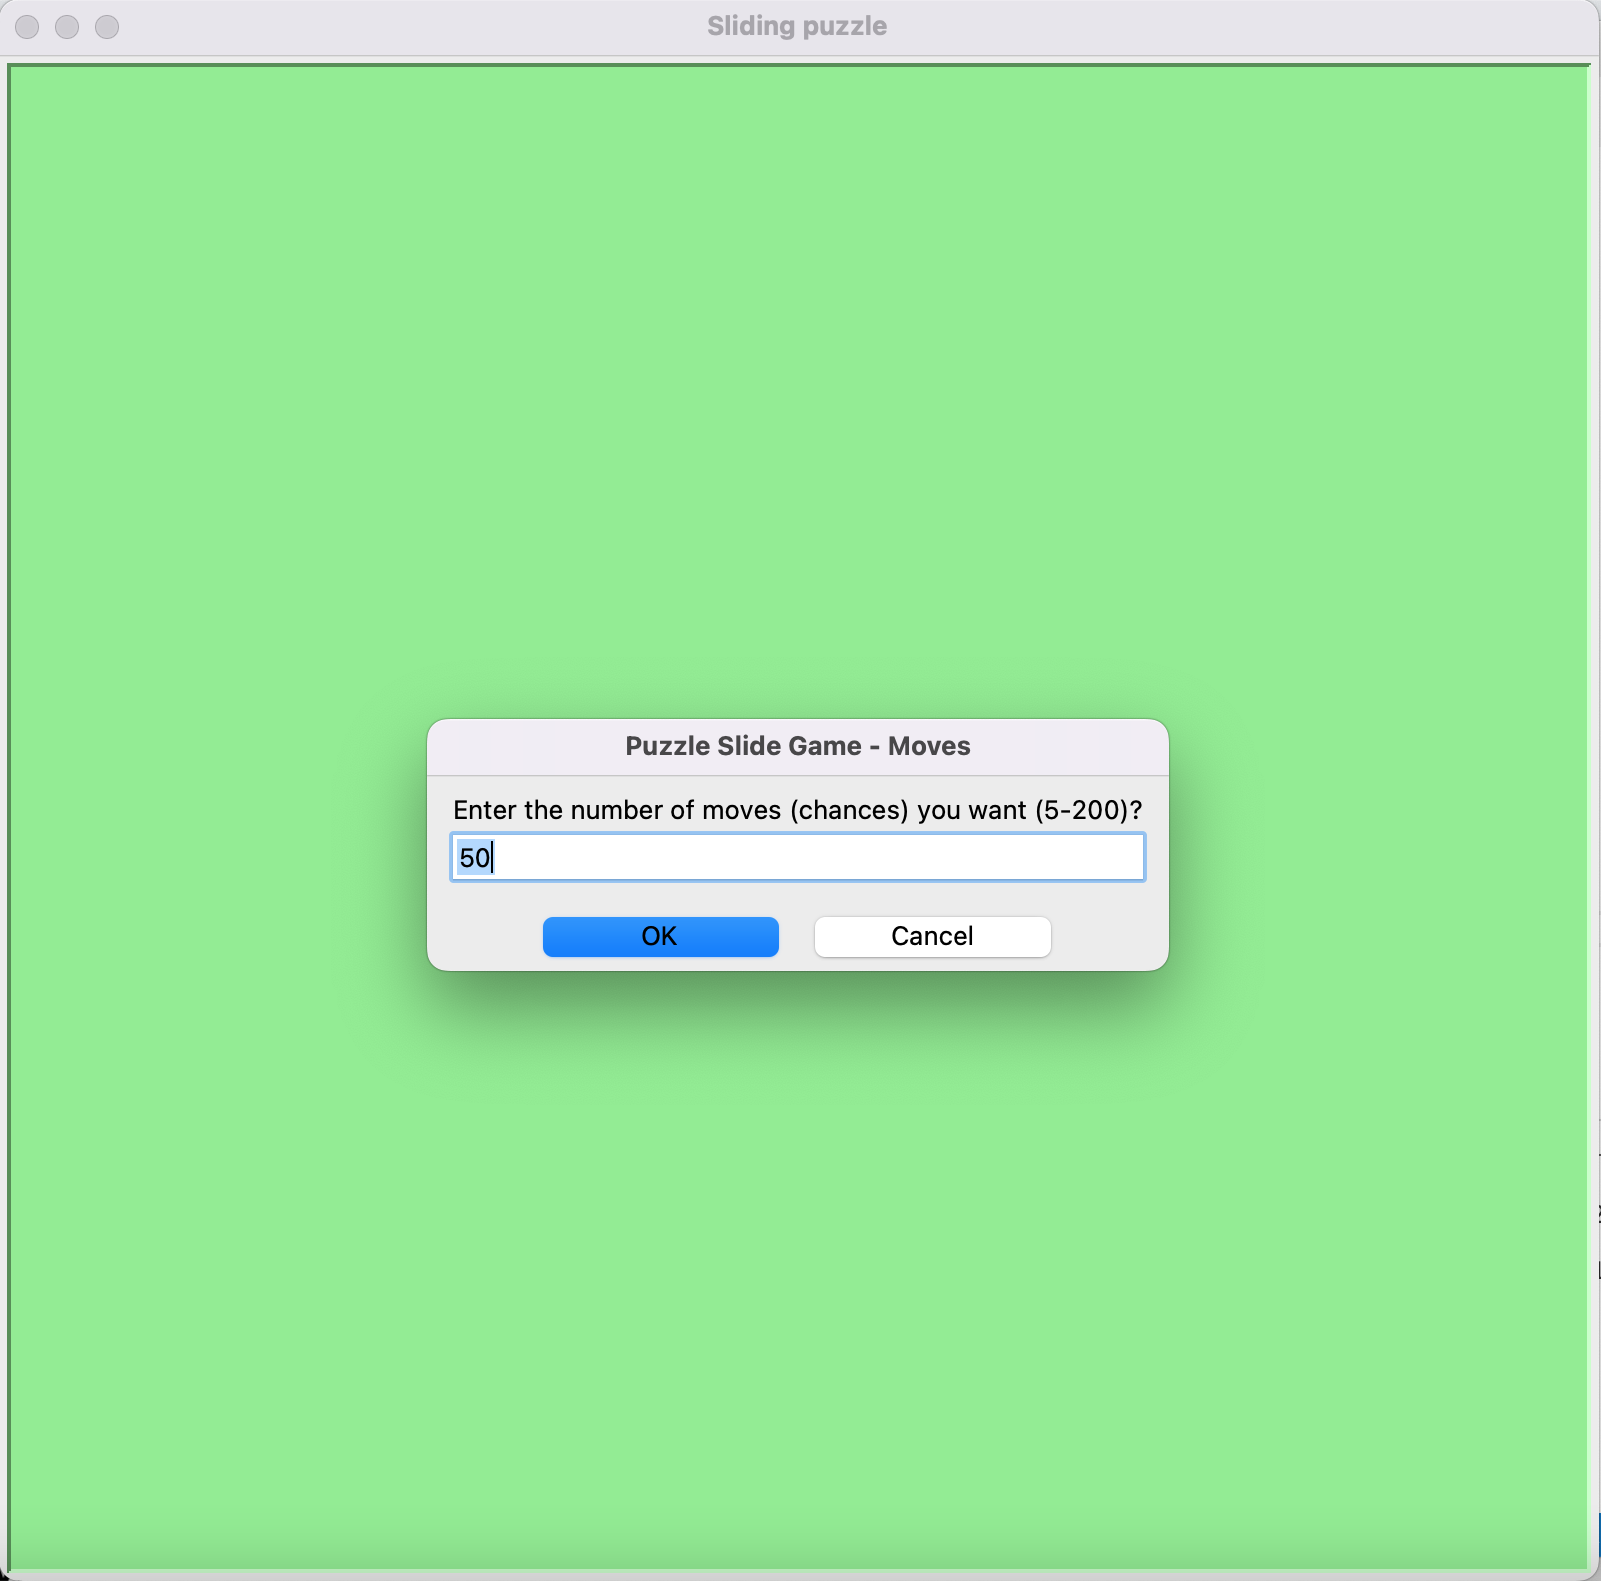 Sliding puzzle
Puzzle Slide Game - Moves
Enter the number of moves (chances) you want (5-200)?
50
OK
Cancel